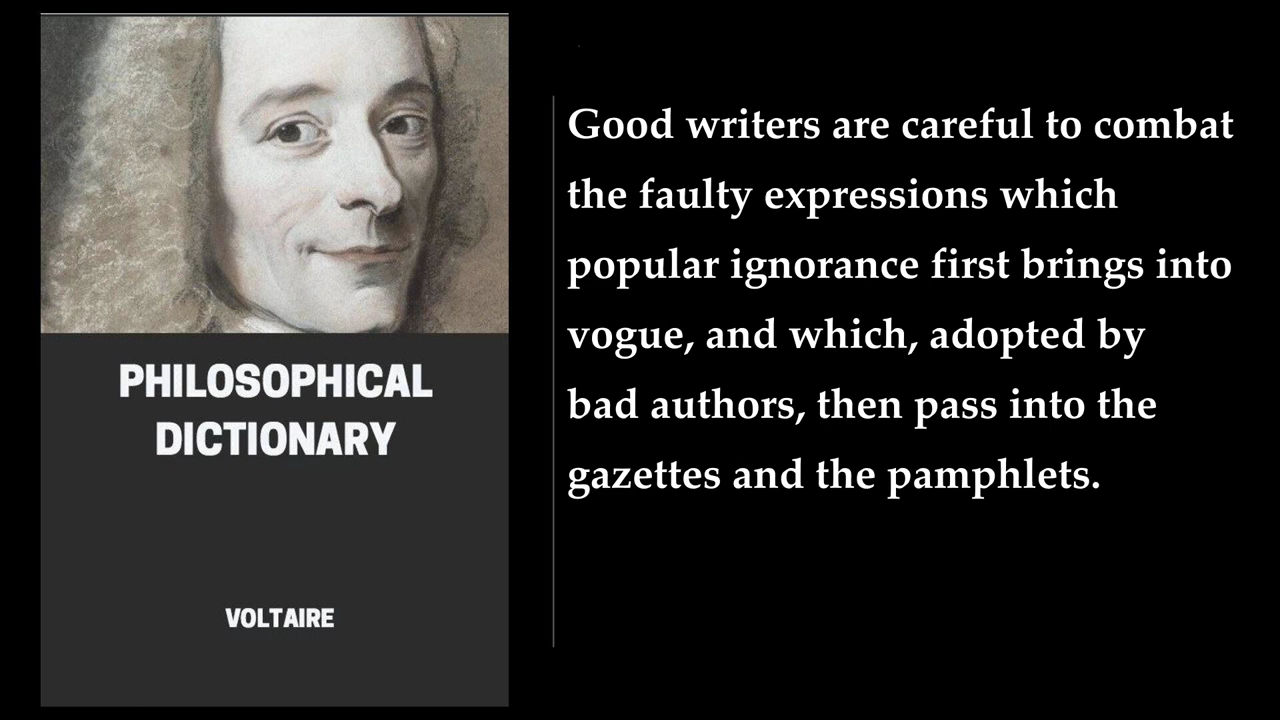 PHILOSOPHICAL
DICTIONARY
VOLTAIRE
Good writers are careful to combat
the faulty expressions which
popular ignorance first brings into
vogue, and which, adopted by
bad authors, then pass into the
gazettes and the pamphlets.